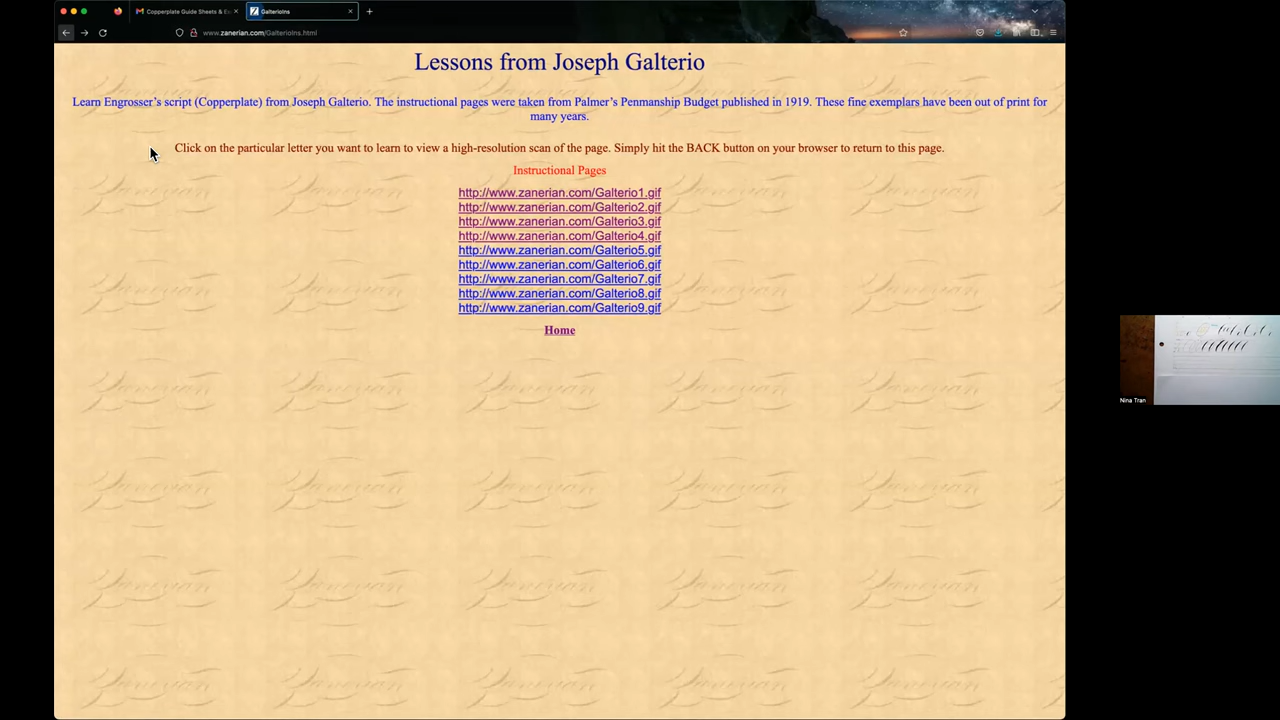 Copperplate Guide Sheets & Ex
GalterioIns
www.zanerian.com/GalterioIns.html
Lessons from Joseph Galterio
Learn Engrosser's script (Copperplate) from Joseph Galterio. The instructional pages were taken from Palmer's Penmanship Budget published in 1919. These fine exemplars have been out of print for
many years.
Click on the particular letter you want to learn to view a high-resolution scan of the page. Simply hit the BACK button on your browser to return to this page.
Instructional Pages
http://www.zanerian.com/Galterio1.gif
http://www.zanerian.com/Galterio2.gif
http://www.zanerian.com/Galterio3.gif
http://www.zanerian.com/Galterio4.gif
http://www.zanerian.com/Galterio5.gif
http://www.zanerian.com/Galterio6.gif
http://www.zanerian.com/Galterio7.gif
http://www.zanerian.com/Galterio8.gif
http://www.zanerian.com/Galterio9.gif
Home
Nina Tran